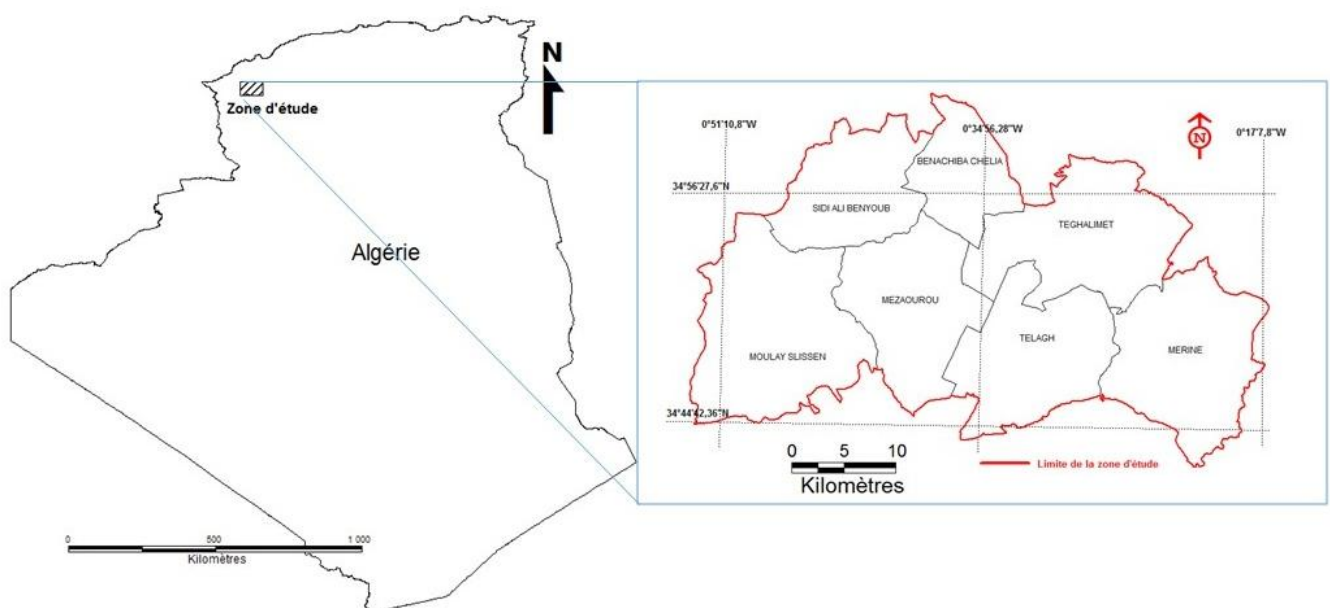 N
Zone d'étude
Algérie
0 500 1 000
Kilomètres
0°51'10,8"W
0°34'56,28"W
0°17'7,8"W
N
BENACHIBA CHELIA
34°56'27,6"N
SIDI ALI BENYOUB
TEGHALIMET
MEZAOUROU
MOULAY SLISSEN
TELAGH
MERINE
34°44'42,36"N
0 5 10
Kilomètres
Limite de la zone d'étude